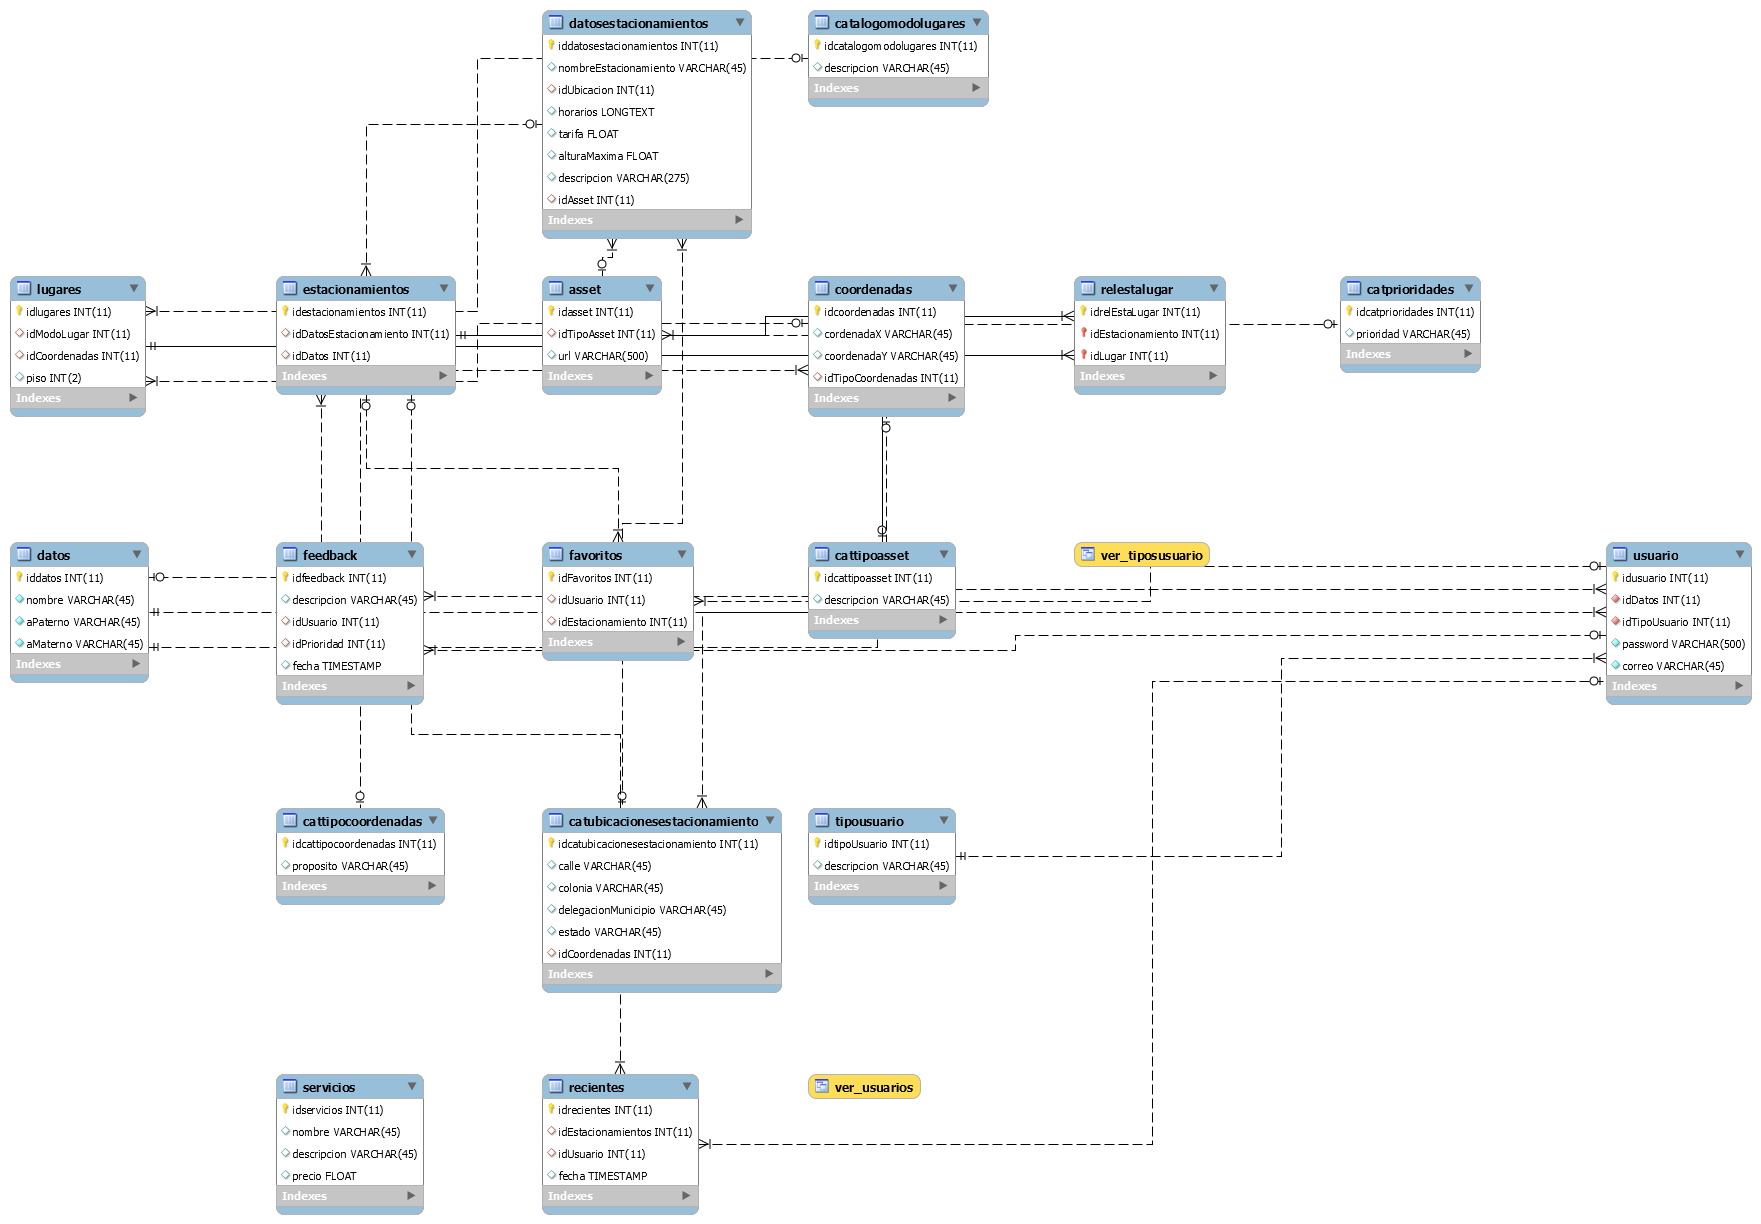 datosestacionamientos
iddatosestacionamientos INT(11)
nombreEstacionamiento VARCHAR(45)
idUbicacion INT(11)
horarios LONGTEXT
tarifa FLOAT
alturaMaxima FLOAT
descripcion VARCHAR(275)
idAsset INT(11)
Indexes
catalogomodolugares
idcatalogomodolugares INT(11)
descripcion VARCHAR(45)
Indexes
lugares
idlugares INT(11)
idModoLugar INT(11)
idCoordenadas INT(11)
piso INT(2)
Indexes
estacionamientos
idestacionamientos INT(11)
idDatosEstacionamiento INT(11)
idDatos INT(11)
Indexes
asset
idasset INT(11)
idTipoAsset INT(11)
url VARCHAR(500)
Indexes
coordenadas
idcoordenadas INT(11)
cordenadaX VARCHAR(45)
coordenadaY VARCHAR(45)
idTipoCoordenadas INT(11)
Indexes
relestalugar
idrelEstaLugar INT(11)
idEstacionamiento INT(11)
idLugar INT(11)
Indexes
catprioridades
idcatprioridades INT(11)
prioridad VARCHAR(45)
Indexes
datos
iddatos INT(11)
nombre VARCHAR(45)
aPaterno VARCHAR(45)
aMaterno VARCHAR(45)
Indexes
feedback
idfeedback INT(11)
descripcion VARCHAR(45)
idUsuario INT(11)
idPrioridad INT(11)
fecha TIMESTAMP
Indexes
favoritos
idFavoritos INT(11)
idUsuario INT(11)
idEstacionamiento INT(11)
Indexes
cattipoasset
idcattipoasset INT(11)
descripcion VARCHAR(45)
Indexes
ver_tiposusuario
usuario
idusuario INT(11)
idDatos INT(11)
idTipoUsuario INT(11)
password VARCHAR(500)
correo VARCHAR(45)
Indexes
cattipocoordenadas
idcattipocoordenadas INT(11)
proposito VARCHAR(45)
Indexes
catubicacionesestacionamiento
idcatubicacionesestacionamiento INT(11)
calle VARCHAR(45)
colonia VARCHAR(45)
delegacionMunicipio VARCHAR(45)
estado VARCHAR(45)
idCoordenadas INT(11)
Indexes
tipousuario
idtipoUsuario INT(11)
descripcion VARCHAR(45)
Indexes
servicios
idservicios INT(11)
nombre VARCHAR(45)
descripcion VARCHAR(45)
precio FLOAT
Indexes
recientes
idrecientes INT(11)
idEstacionamientos INT(11)
idUsuario INT(11)
fecha TIMESTAMP
Indexes
ver_usuarios